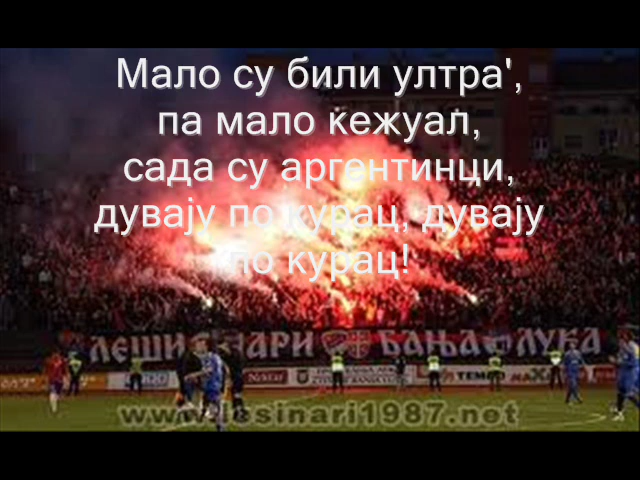 Мало су били ултра',
па мало кежуал,
сада су аргентинци,
дувају по курац, дувају
по курац!
ЛЕШИНАРИ БАЊА ЛУКА
www.lesinari1987.net